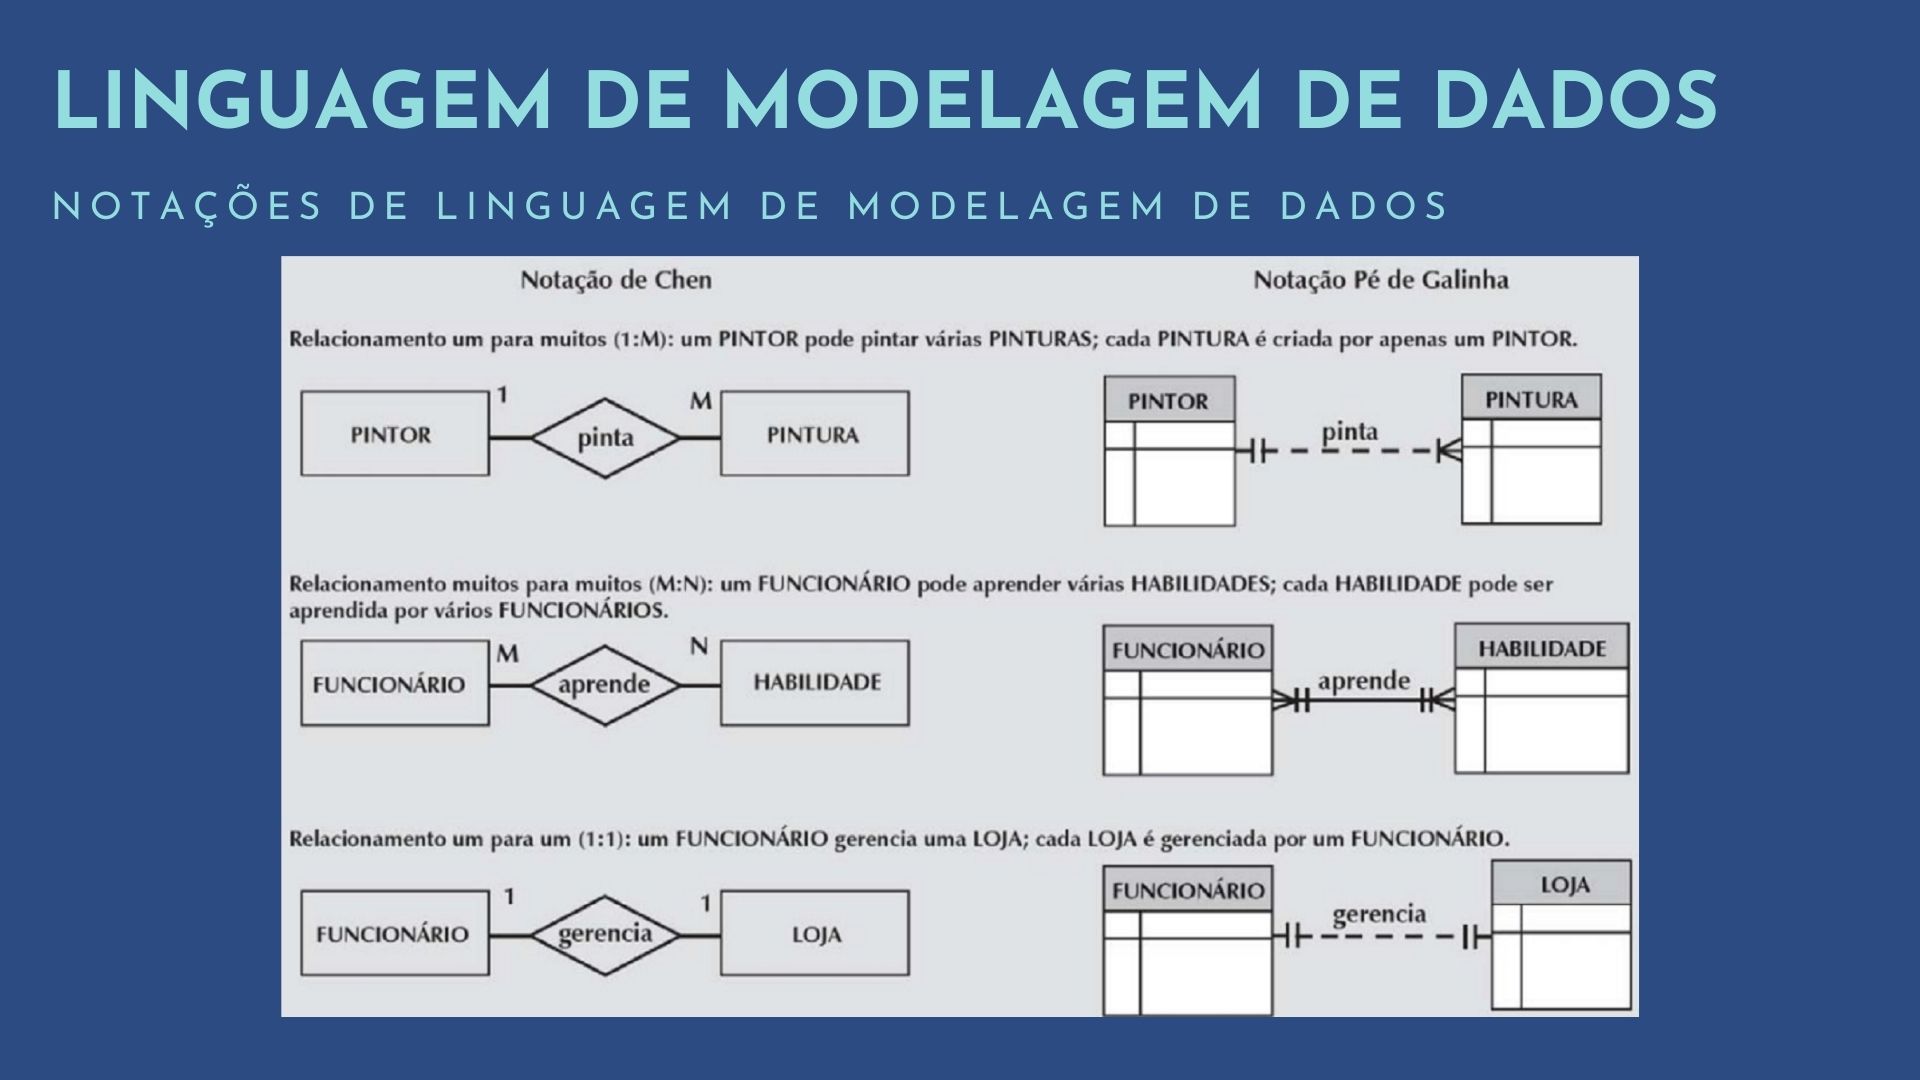 LINGUAGEM DE MODELAGEM DE DADOS
NOTAÇÕES DE LINGUAGEM DE MODELAGEM DE DADOS
Notação de Chen
Notação Pé de Galinha
Relacionamento um para muitos (1:M): um PINTOR pode pintar várias PINTURAS; cada PINTURA é criada por apenas um PINTOR.
PINTOR
1
pinta
M
PINTURA
PINTOR
pinta
PINTURA
Relacionamento muitos para muitos (M:N): um FUNCIONÁRIO pode aprender várias HABILIDADES; cada HABILIDADE pode ser
aprendida por vários FUNCIONÁRIOS.
FUNCIONÁRIO
M
aprende
N
HABILIDADE
FUNCIONÁRIO
aprende
HABILIDADE
Relacionamento um para um (1:1): um FUNCIONÁRIO gerencia uma LOJA; cada LOJA é gerenciada por um FUNCIONÁRIO.
FUNCIONÁRIO
1
gerencia
1
LOJA
FUNCIONÁRIO
gerencia
LOJA